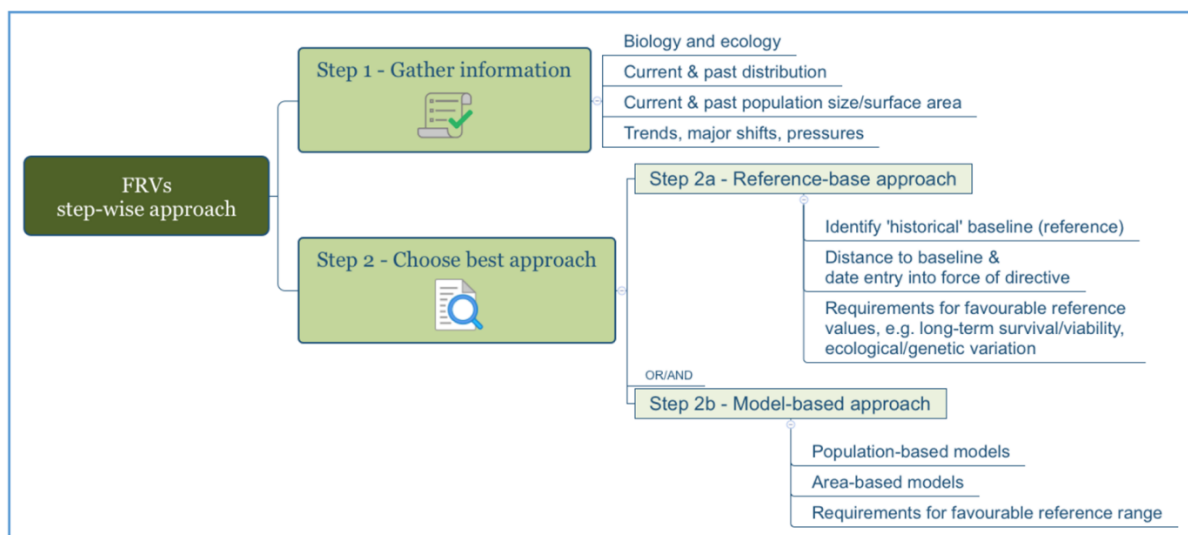 FRVs
step-wise approach
Step 1 - Gather information
Biology and ecology
Current & past distribution
Current & past population size/surface area
Trends, major shifts, pressures
Step 2 - Choose best approach
Step 2a - Reference-base approach
Identify 'historical' baseline (reference)
Distance to baseline &
date entry into force of directive
Requirements for favourable reference
values, e.g. long-term survival/viability,
ecological/genetic variation
OR/AND
Step 2b - Model-based approach
Population-based models
Area-based models
Requirements for favourable reference range